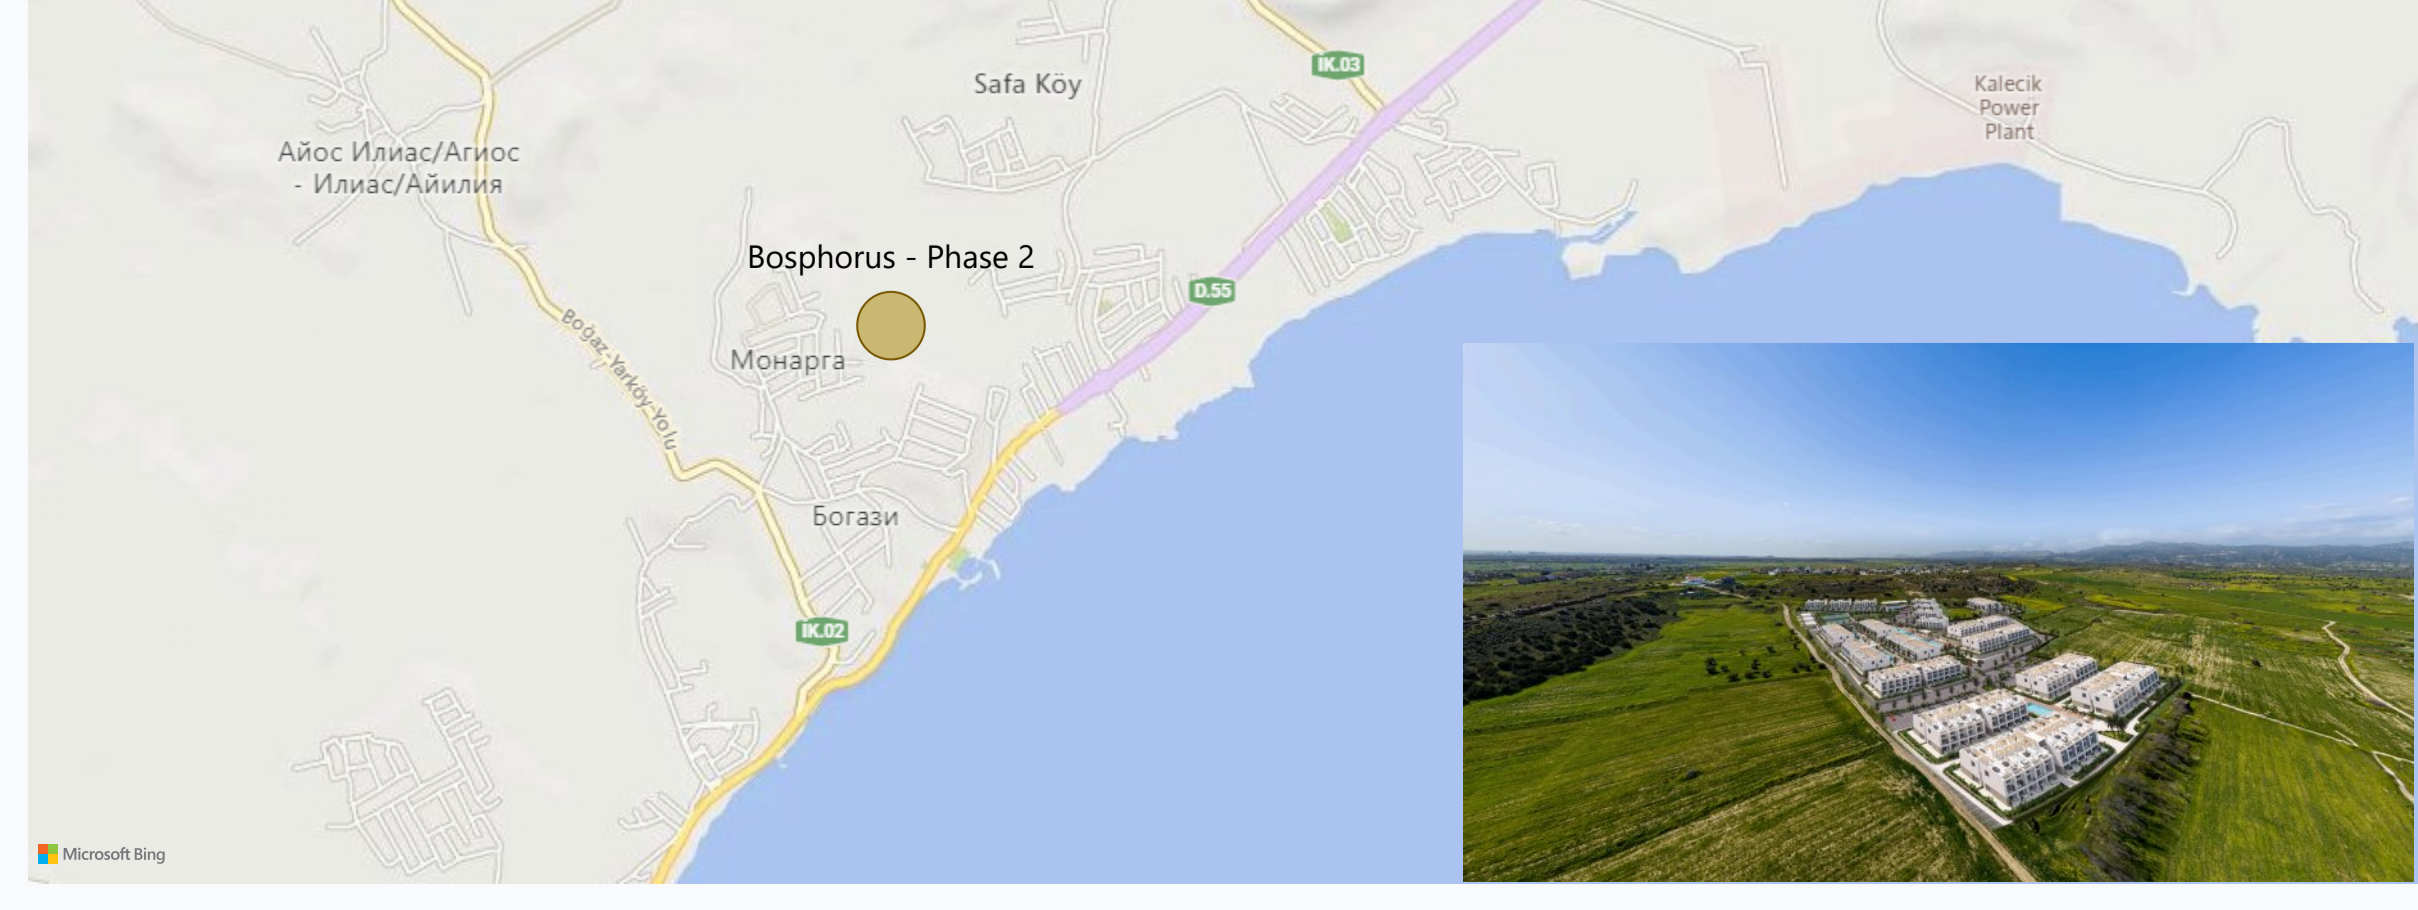 IK.03
Safa Köy
Kalecik
Power
Plant
Айос Илиас/Агиос
- Илиас/Айилия
Bosphorus - Phase 2
D.55
Boğaz-Yarköy Yolu
Монарга
Богази
IK.02
Microsoft Bing